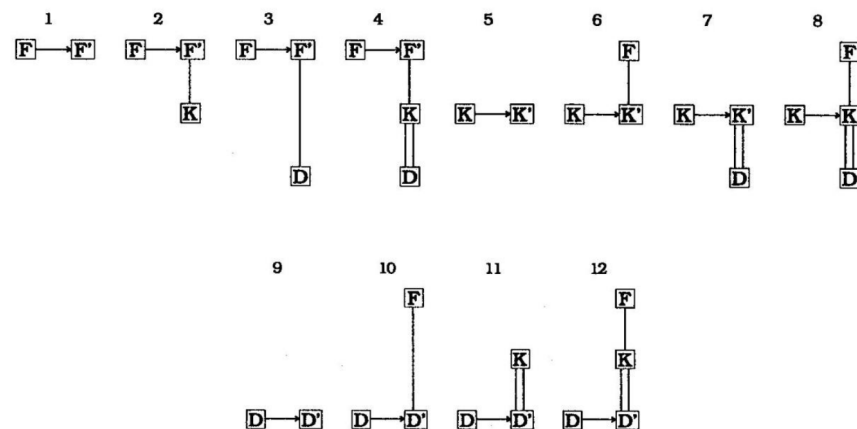 1 2 3 4 5 6 7 8
F F' F F' F F' F F' F F
K K K K' K K' K K' K K
D D D D
9 10 11 12
F F
K K
D D' D D' D D' D D'